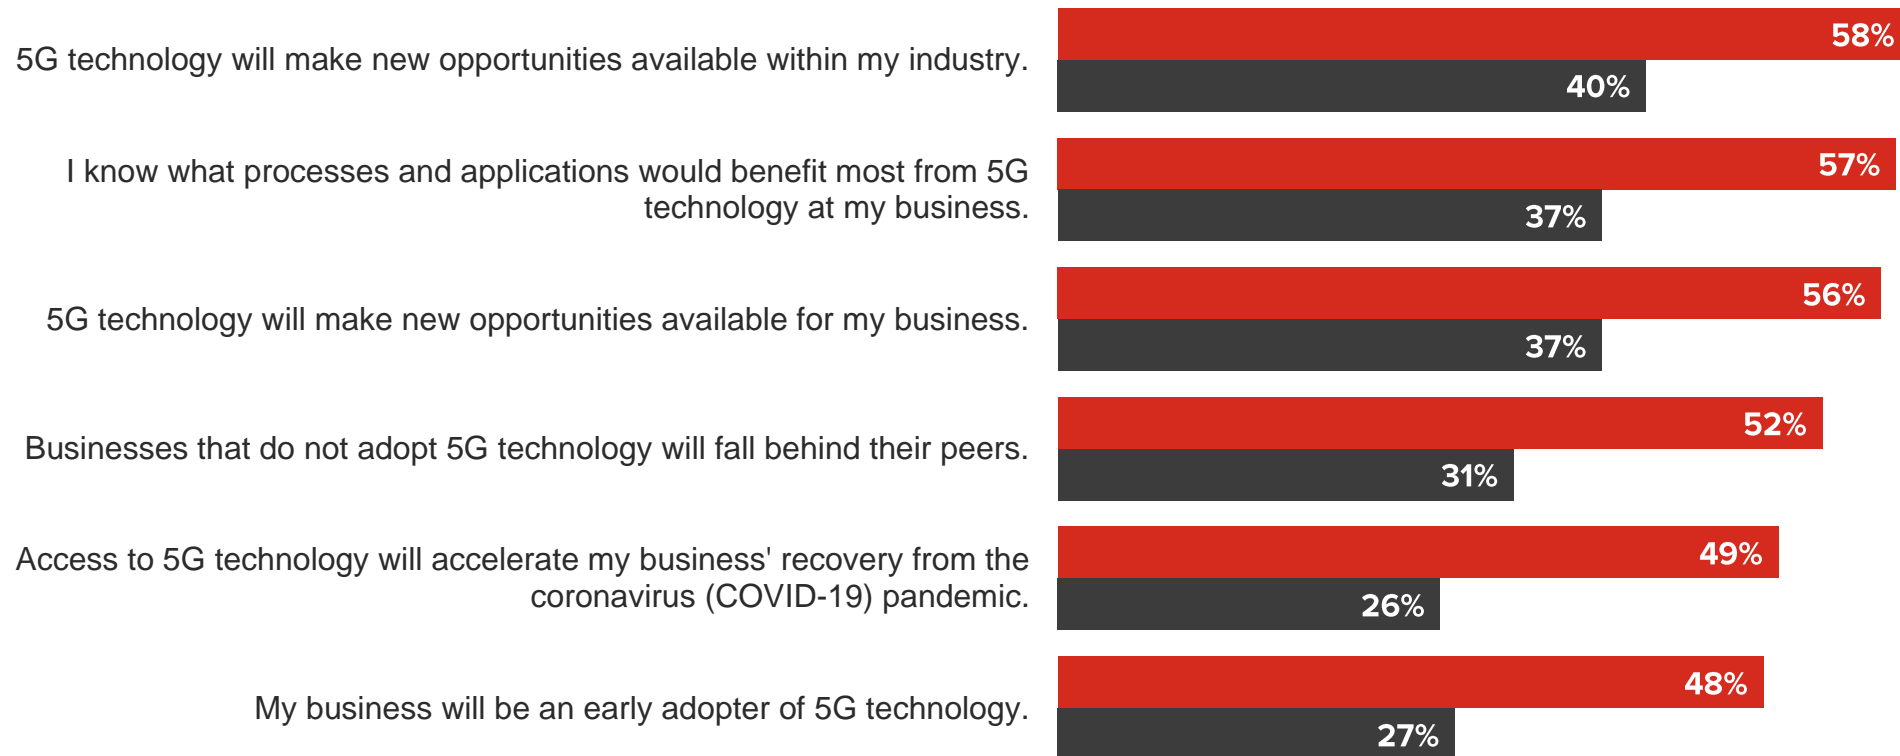 5G technology will make new opportunities available within my industry.
58%
40%
I know what processes and applications would benefit most from 5G
technology at my business.
57%
37%
5G technology will make new opportunities available for my business.
56%
37%
Businesses that do not adopt 5G technology will fall behind their peers.
52%
31%
Access to 5G technology will accelerate my business' recovery from the
coronavirus (COVID-19) pandemic.
49%
26%
My business will be an early adopter of 5G technology.
48%
27%